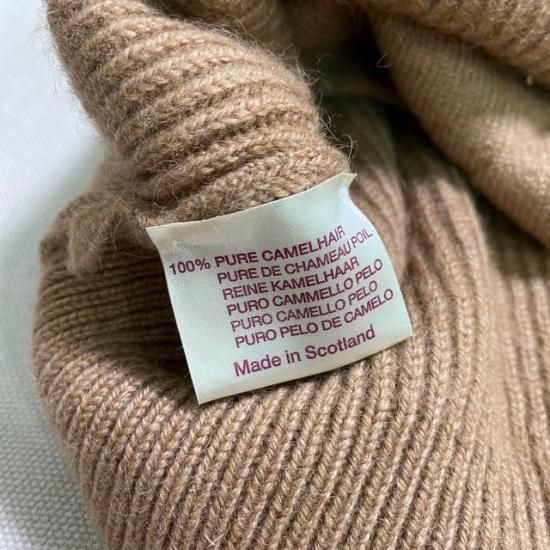 100% PURE CAMELHAIR
PURE DE CHAMEAU POIL
REINE KAMELHAAR
PURO CAMMELLO PELO
PURO CAMELLO PELO
PURO PELO DE CAMELO
Made in Scotland